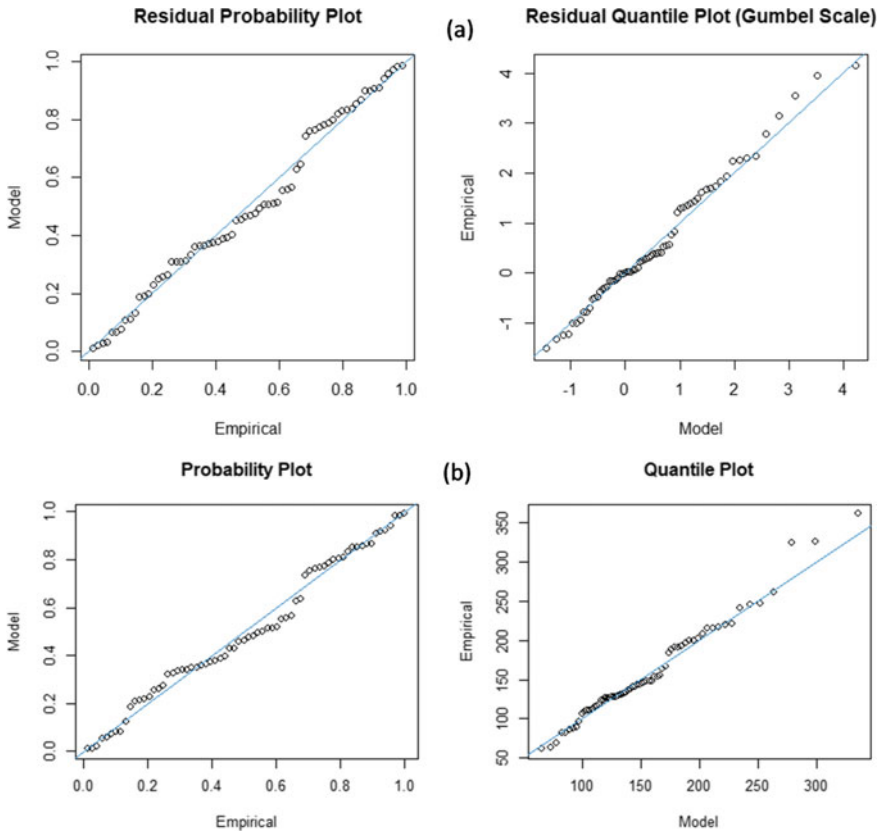 Residual Probability Plot
(a)
Residual Quantile Plot (Gumbel Scale)
Model
0.0 0.2 0.4 0.6 0.8 1.0
0.0 0.2 0.4 0.6 0.8 1.0
Empirical
Empirical
-1 0 1 2 3 4
-1 0 1 2 3 4
Model
Probability Plot
(b)
Quantile Plot
Model
0.0 0.2 0.4 0.6 0.8 1.0
0.0 0.2 0.4 0.6 0.8 1.0
Empirical
Empirical
50 100 150 200 250 300 350
100 150 200 250 300
Model